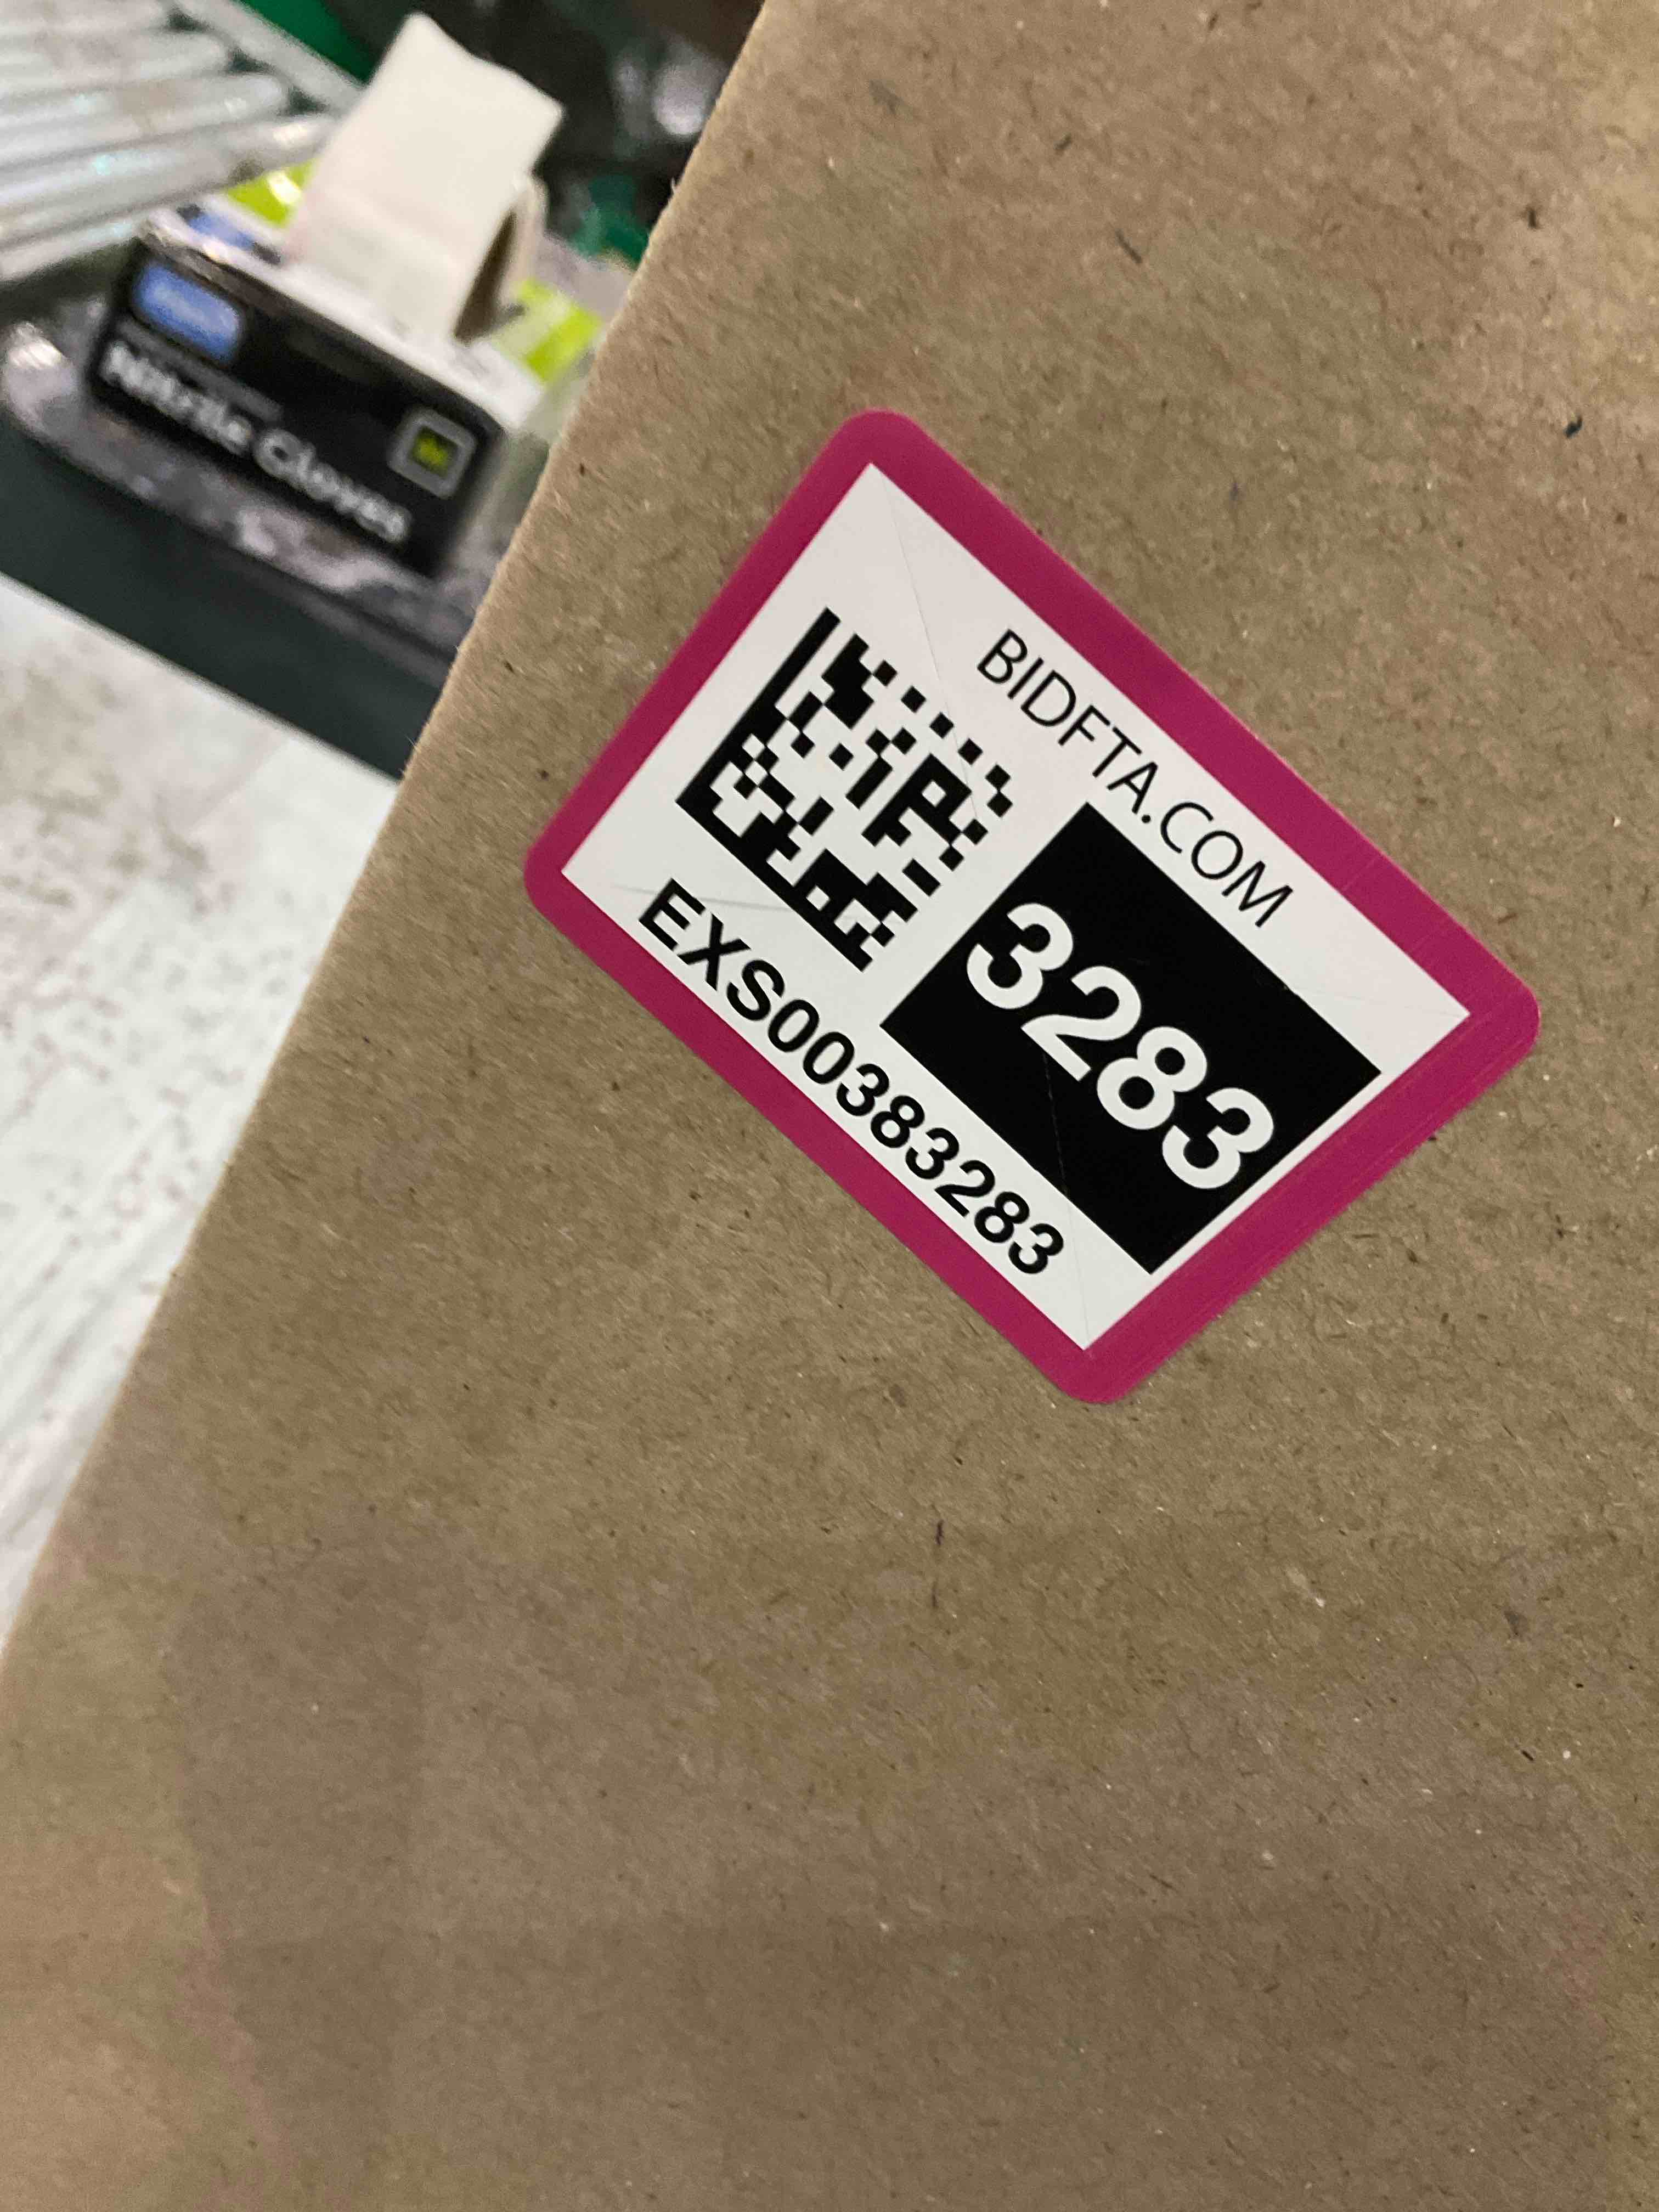 Nitrile Gloves
BIDFTA.COM
3283
EXS00383283